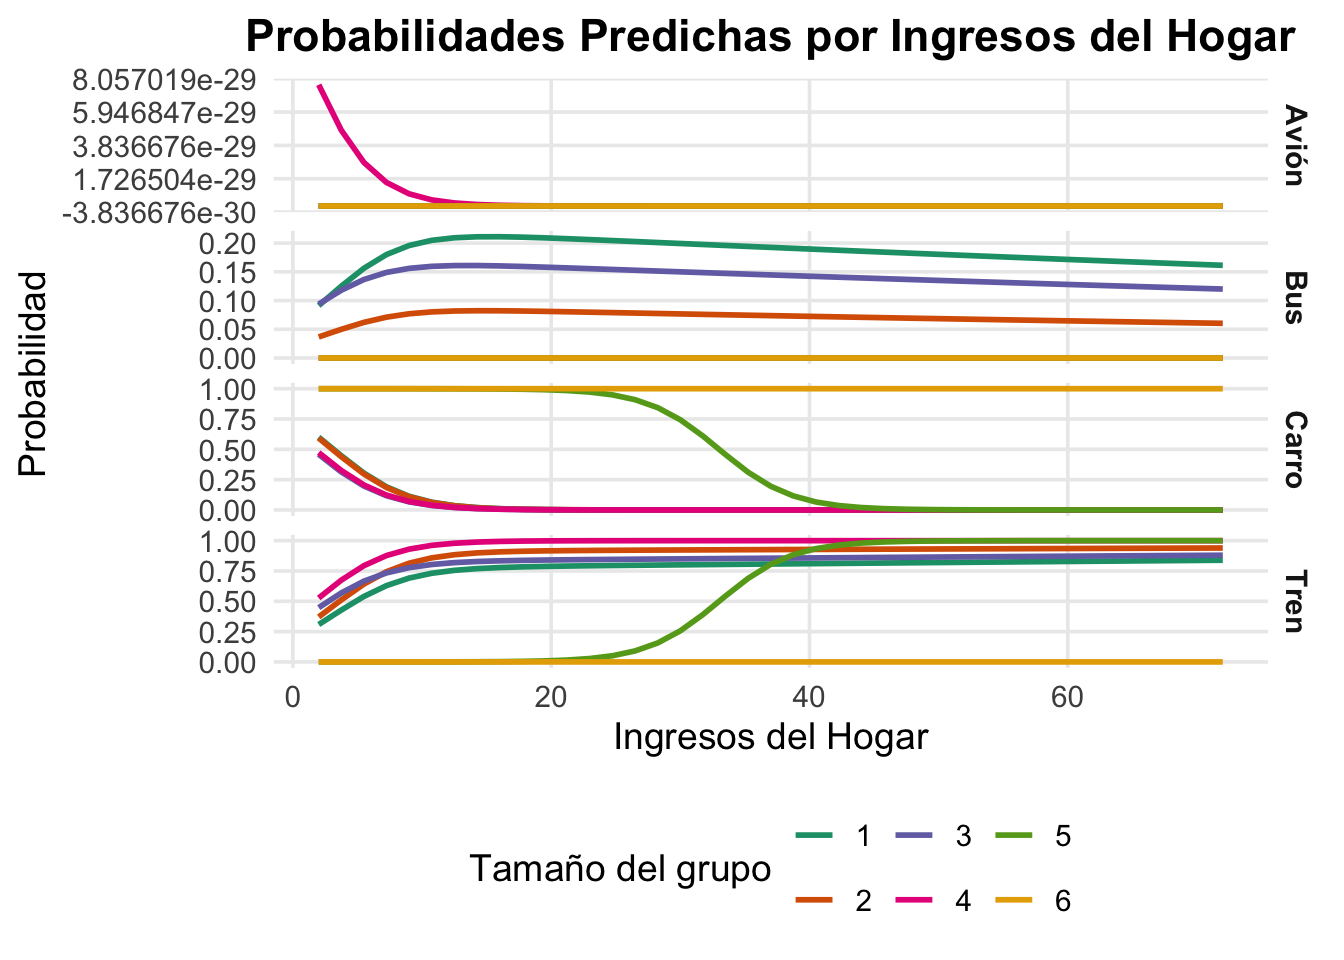 Probabilidades Predichas por Ingresos del Hogar
8.057019e-29
5.946847e-29
3.836676e-29
1.726504e-29
-3.836676e-30
Avión
0.20
0.15
0.10
0.05
0.00
Bus
1.00
0.75
0.50
0.25
0.00
Carro
1.00
0.75
0.50
0.25
0.00
Tren
Probabilidad
0 20 40 60
Ingresos del Hogar
Tamaño del grupo
1 3 5
2 4 6